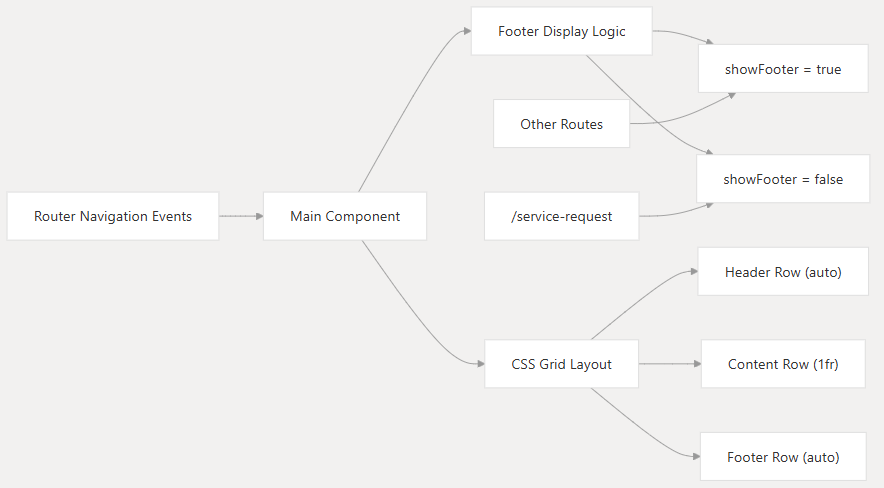 Footer Display Logic
showFooter = true
Other Routes
showFooter = false
Router Navigation Events
Main Component
/service-request
Header Row (auto)
CSS Grid Layout
Content Row (1fr)
Footer Row (auto)